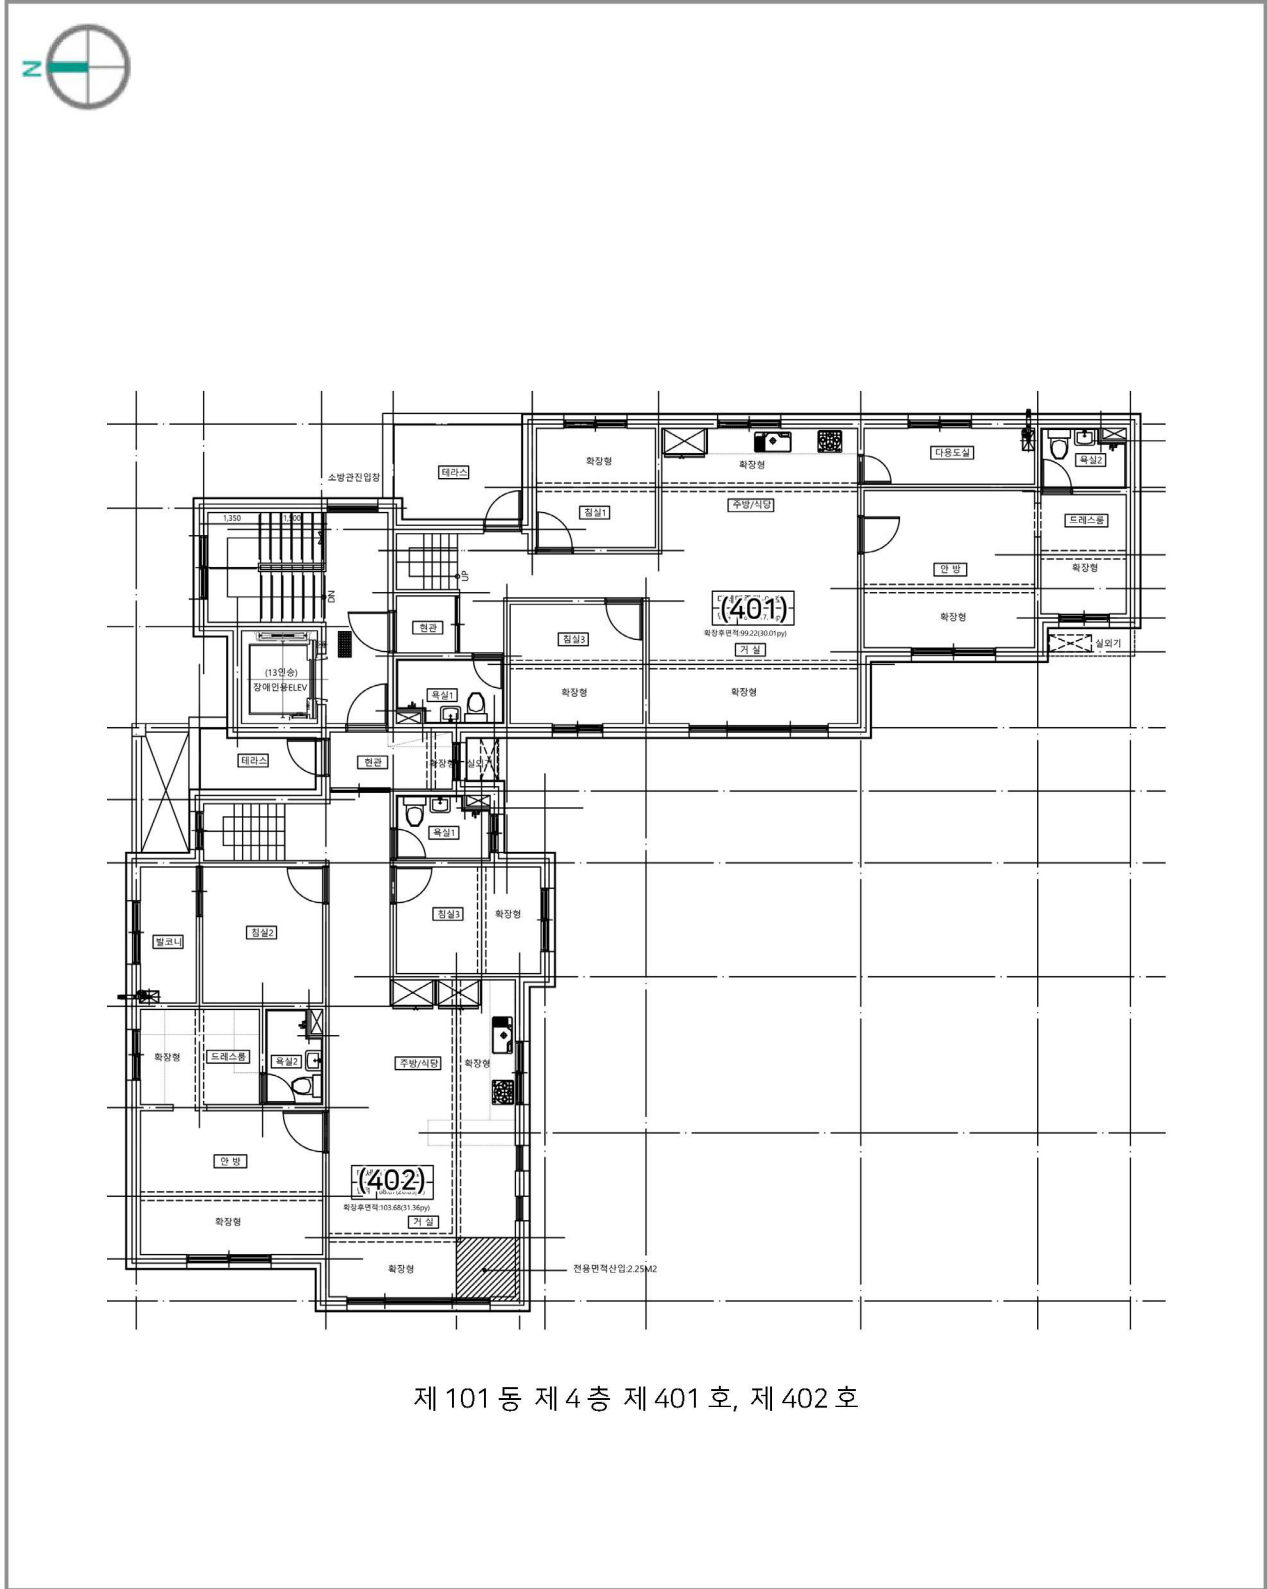 N
소방관진입창
테라스
확장형
침실1
확장형
주방/식당
다용도실
욕실2
드레스룸
확장형
1,350
1,500
UP
DN
현관
침실3
확장형
(401)
확장후면적:99.22(30.01py)
거 실
확장형
안 방
확장형
실외기
(13인승)
장애인용ELEV
욕실1
테라스
현관
확장형
실외기
욕실1
발코니
침실2
침실3
확장형
확장형
드레스룸
욕실2
주방/식당
확장형
안 방
확장형
(402)
확장후면적:103.68(31.36py)
거 실
확장형
전용면적산입:2.25M2
제 101 동 제 4 층 제 401 호, 제 402 호